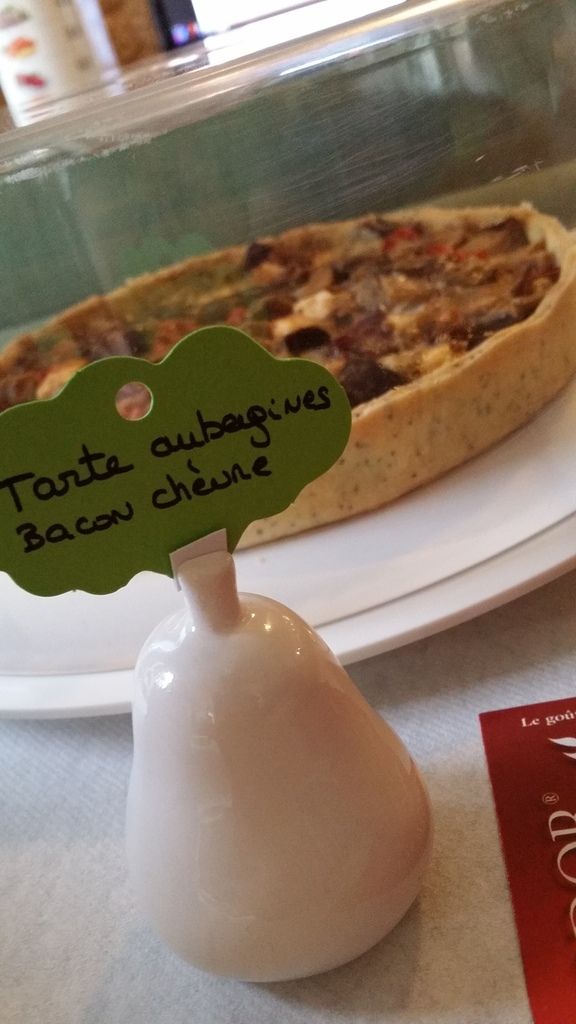 Tarte aubergines
Bacon chèvre
Le goû